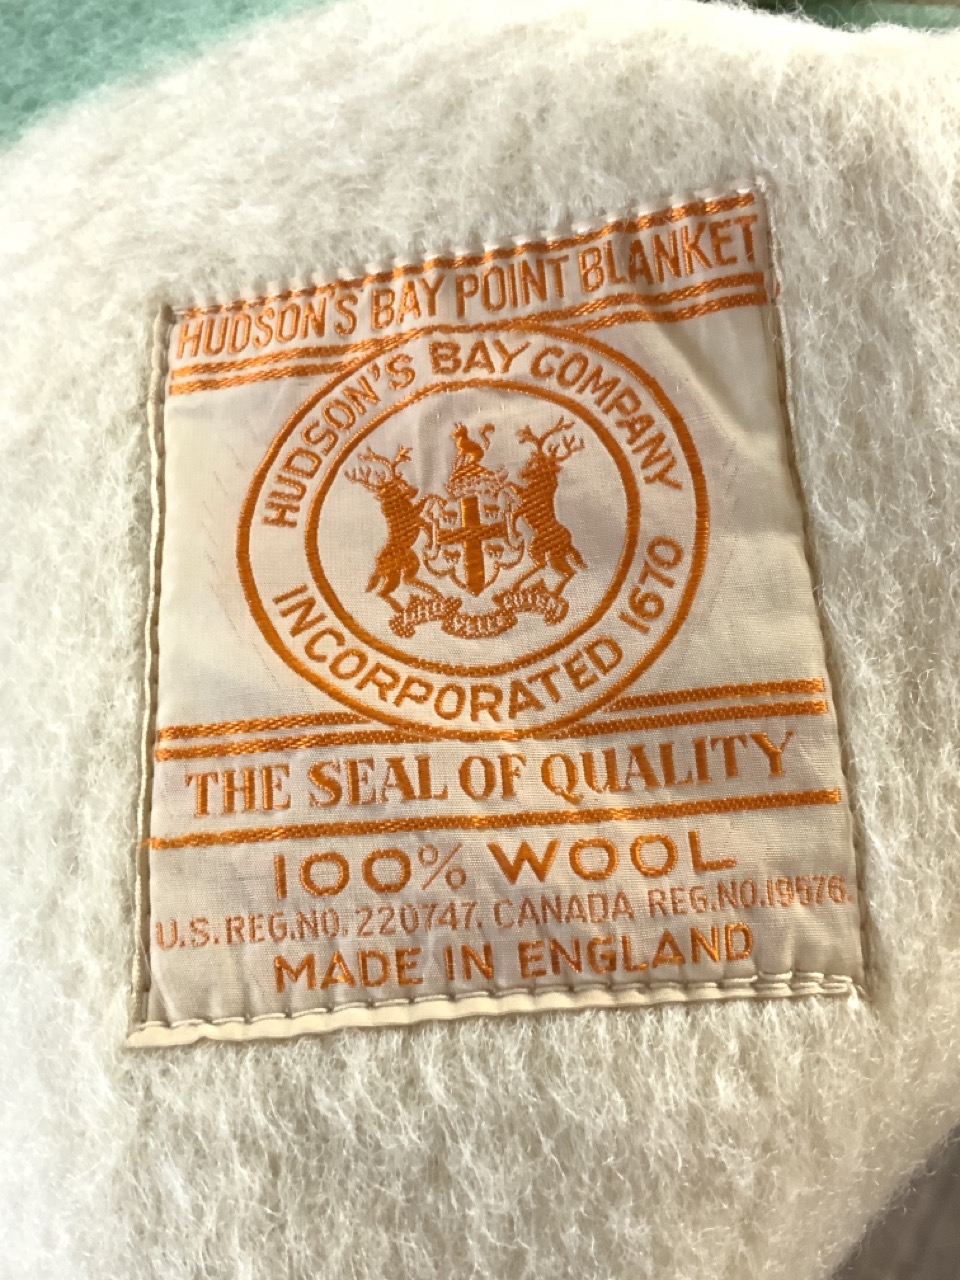 HUDSON'S BAY POINT BLANKET
HUDSON'S BAY COMPANY
INCORPORATED 1670
THE SEAL OF QUALITY
100% WOOL
U.S. REG.NO. 220747. CANADA REG.NO.19576.
MADE IN ENGLAND